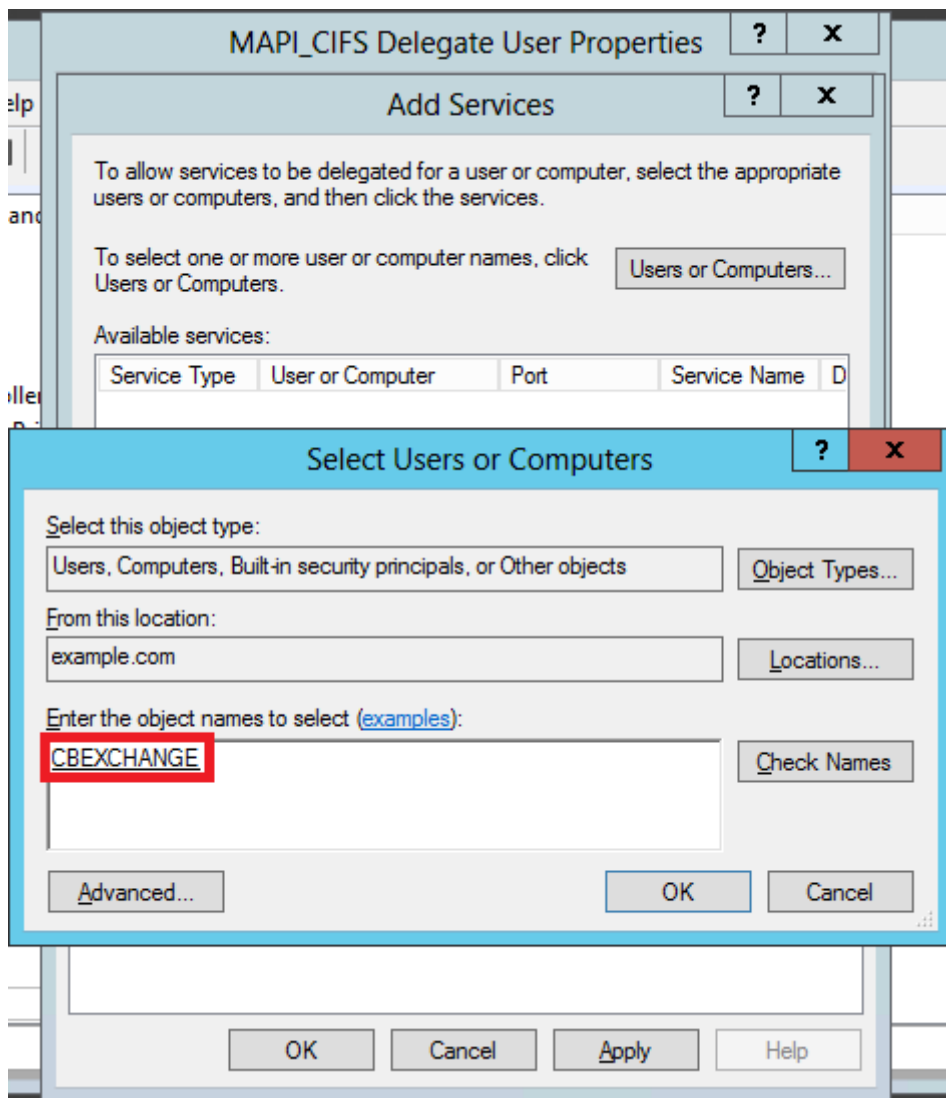 MAPI_CIFS Delegate User Properties
? x
Add Services
? x
To allow services to be delegated for a user or computer, select the appropriate
users or computers, and then click the services.
To select one or more user or computer names, click
Users or Computers.
Users or Computers...
Available services:
Service Type User or Computer Port Service Name D
Select Users or Computers
? x
Select this object type:
Users, Computers, Built-in security principals, or Other objects
Object Types...
From this location:
example.com
Locations...
Enter the object names to select (examples):
CBEXCHANGE
Check Names
Advanced...
OK Cancel
OK Cancel Apply Help